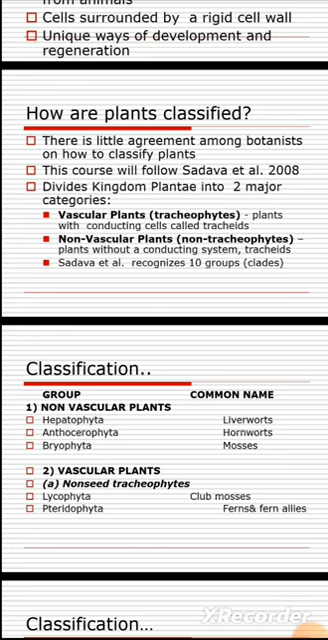 from animals
Cells surrounded by a rigid cell wall
Unique ways of development and
regeneration
How are plants classified?
There is little agreement among botanists
on how to classify plants
This course will follow Sadava et al. 2008
Divides Kingdom Plantae into 2 major
categories:
Vascular Plants (tracheophytes) - plants
with conducting cells called tracheids
Non-Vascular Plants (non-tracheophytes) –
plants without a conducting system, tracheids
Sadava et al. recognizes 10 groups (clades)
Classification..
GROUP COMMON NAME
1) NON VASCULAR PLANTS
Hepatophyta Liverworts
Anthocerophyta Hornworts
Bryophyta Mosses
2) VASCULAR PLANTS
(a) Nonseed tracheophytes
Lycophyta Club mosses
Pteridophyta Ferns& fern allies
XRecorder
Classification...